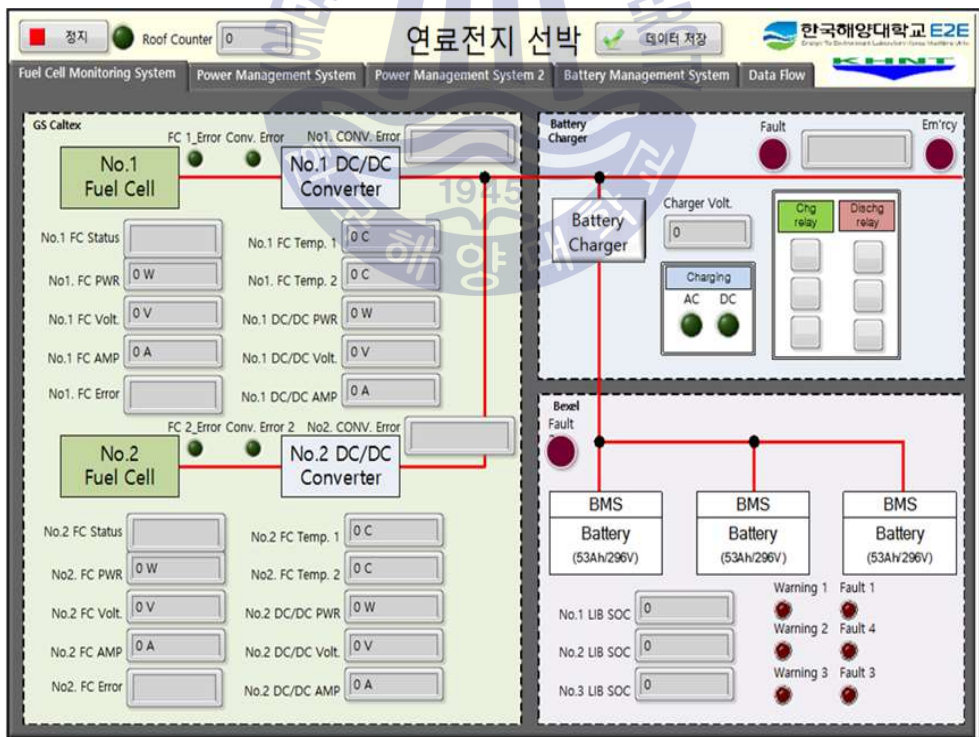 정지 Roof Counter 0 연료전지 선박 데이터 저장 한국해양대학교 E2E
KHNT
Fuel Cell Monitoring System Power Management System Power Management System 2 Battery Management System Data Flow
GS Caltex
FC 1_Error Conv. Error No1. CONV. Error
No.1 Fuel Cell
No.1 DC/DC Converter
No.1 FC Status
No1. FC PWR 0 W
No.1 FC Volt. 0 V
No.1 FC AMP 0 A
No1. FC Error
No.1 FC Temp. 1 0 C
No1. FC Temp. 2 0 C
No.1 DC/DC PWR 0 W
No.1 DC/DC Volt. 0 V
No.1 DC/DC AMP 0 A
FC 2_Error Conv. Error 2 No2. CONV. Error
No.2 Fuel Cell
No.2 DC/DC Converter
No.2 FC Status
No2. FC PWR 0 W
No.2 FC Volt. 0 V
No.2 FC AMP 0 A
No2. FC Error
No.2 FC Temp. 1 0 C
No2. FC Temp. 2 0 C
No.2 DC/DC PWR 0 W
No.2 DC/DC Volt. 0 V
No.2 DC/DC AMP 0 A
Battery Charger
Fault
Em'rcy
Battery Charger
Charger Volt.
0
Charging
AC DC
Chg relay
Dischg relay
Bexel
Fault
BMS
Battery
(53Ah/296V)
BMS
Battery
(53Ah/296V)
BMS
Battery
(53Ah/296V)
No.1 LIB SOC 0
No.2 LIB SOC 0
No.3 LIB SOC 0
Warning 1 Fault 1
Warning 2 Fault 4
Warning 3 Fault 3
1945
해양대